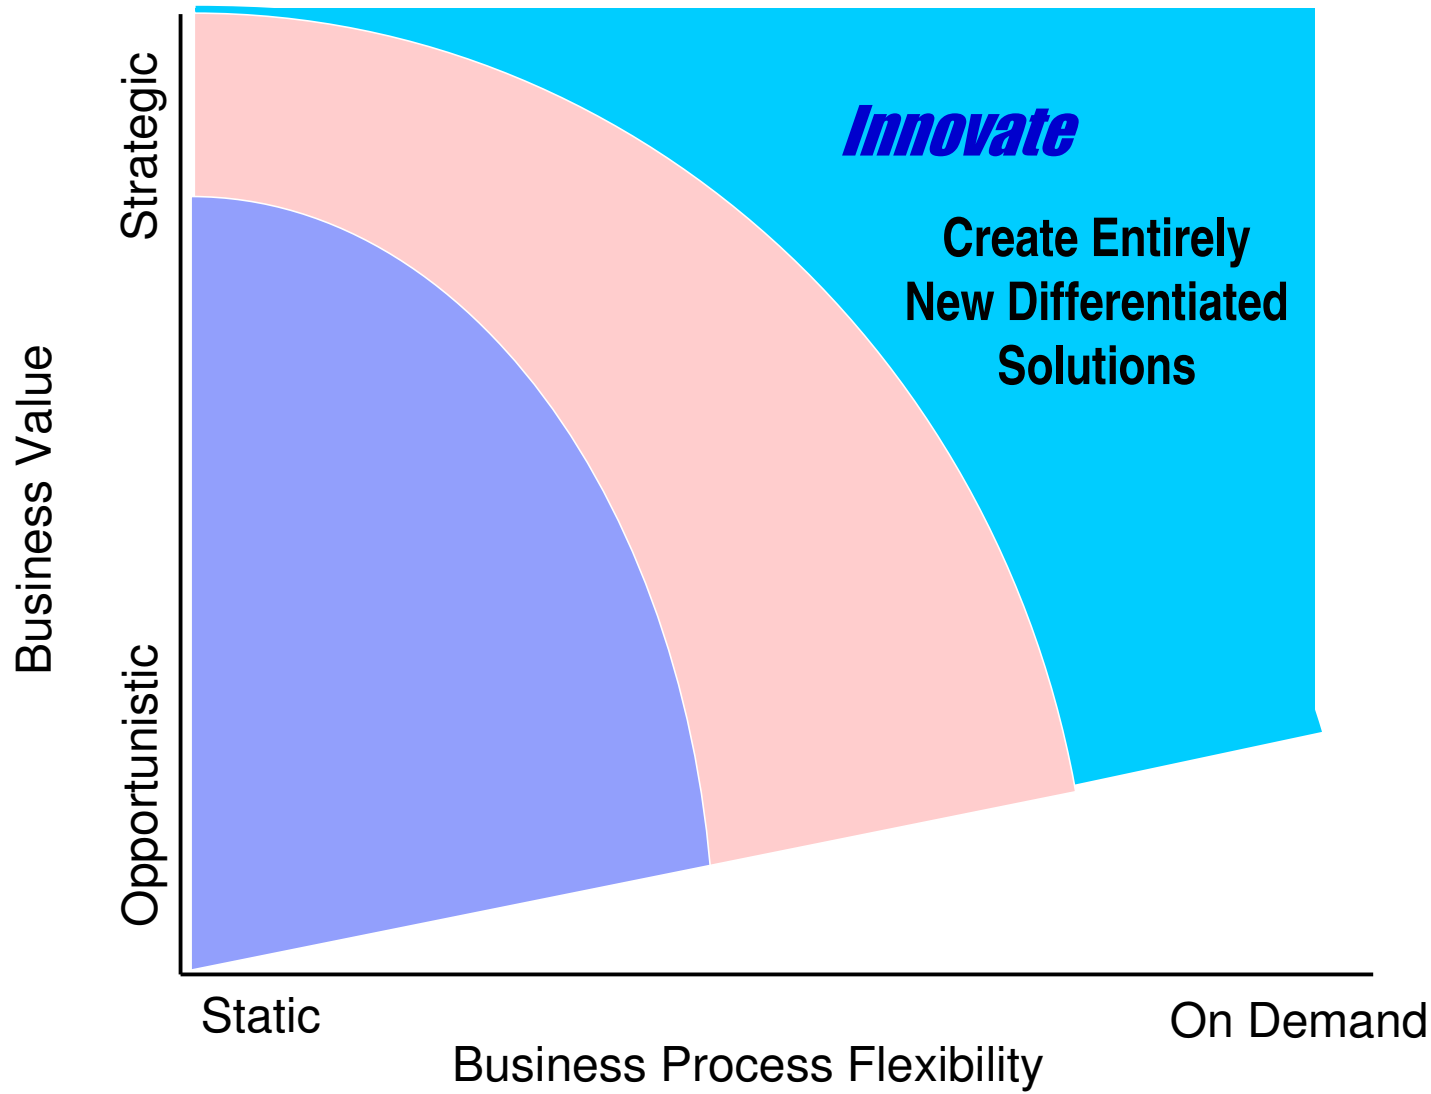 Strategic
Innovate
Create Entirely
New Differentiated
Solutions
Business Value
Opportunistic
Static
On Demand
Business Process Flexibility